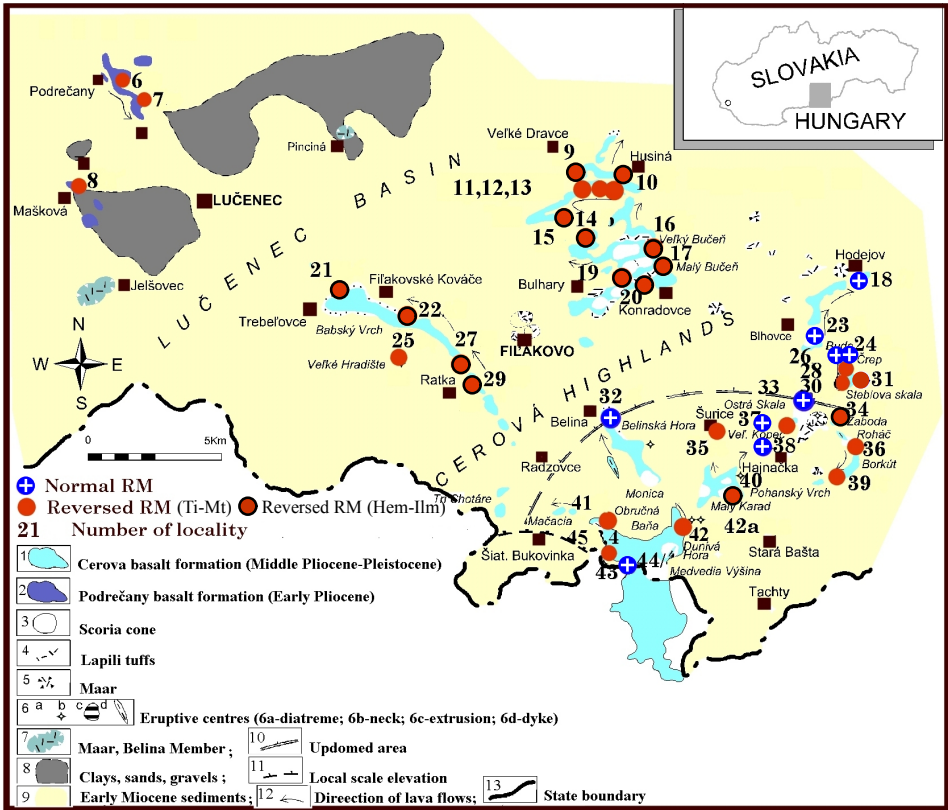 SLOVAKIA
HUNGARY
Podrečany
6
7
Pinciná
Veľké Dravce
9
Husiná
10
11,12,13
8
Mašková
LUČENEC
LUČENEC BASIN
14
15
16
Veľký Bučeň
17
Malý Bučeň
Hodejov
18
Jelšovec
21
Fiľakovské Kováče
19
Bulhary
20
Konradovce
Trebeľovce
Babský Vrch
22
N
W E
S
25
27
Veľké Hradište
FIĽAKOVO
Blhovce
23
24
Bude
26
Črep
28
Ratka
29
31
Steblova skala
CEROVÁ HIGHLANDS
32
33
30
Ostrá Skala
Belina
Belinská Hora
Šurice
37
34
Zaboda
0 5Km
35
Veľ. Kopec
38
Roháč
36
Hajnačka
Borkút
Radzovce
39
40
Pohanský Vrch
Monica
Malý Karad
Tri Chotáre
41
Obručná
Mačacia
Baňa
42
42a
45
4
Dunivá
Hora
Šiat. Bukovinka
Stará Bašta
43
44/
Medvedia Výšina
Tachty
Normal RM
Reversed RM (Ti-Mt) Reversed RM (Hem-Ilm)
21 Number of locality
1 Cerova basalt formation (Middle Pliocene-Pleistocene)
2 Podrečany basalt formation (Early Pliocene)
3 Scoria cone
4 Lapili tuffs
5 Maar
6 a b c d Eruptive centres (6a-diatreme; 6b-neck; 6c-extrusion; 6d-dyke)
7 Maar, Belina Member ; 10 Updomed area
8 Clays, sands, gravels ; 11 Local scale elevation
9 Early Miocene sediments ; 12 Direection of lava flows; 13 State boundary